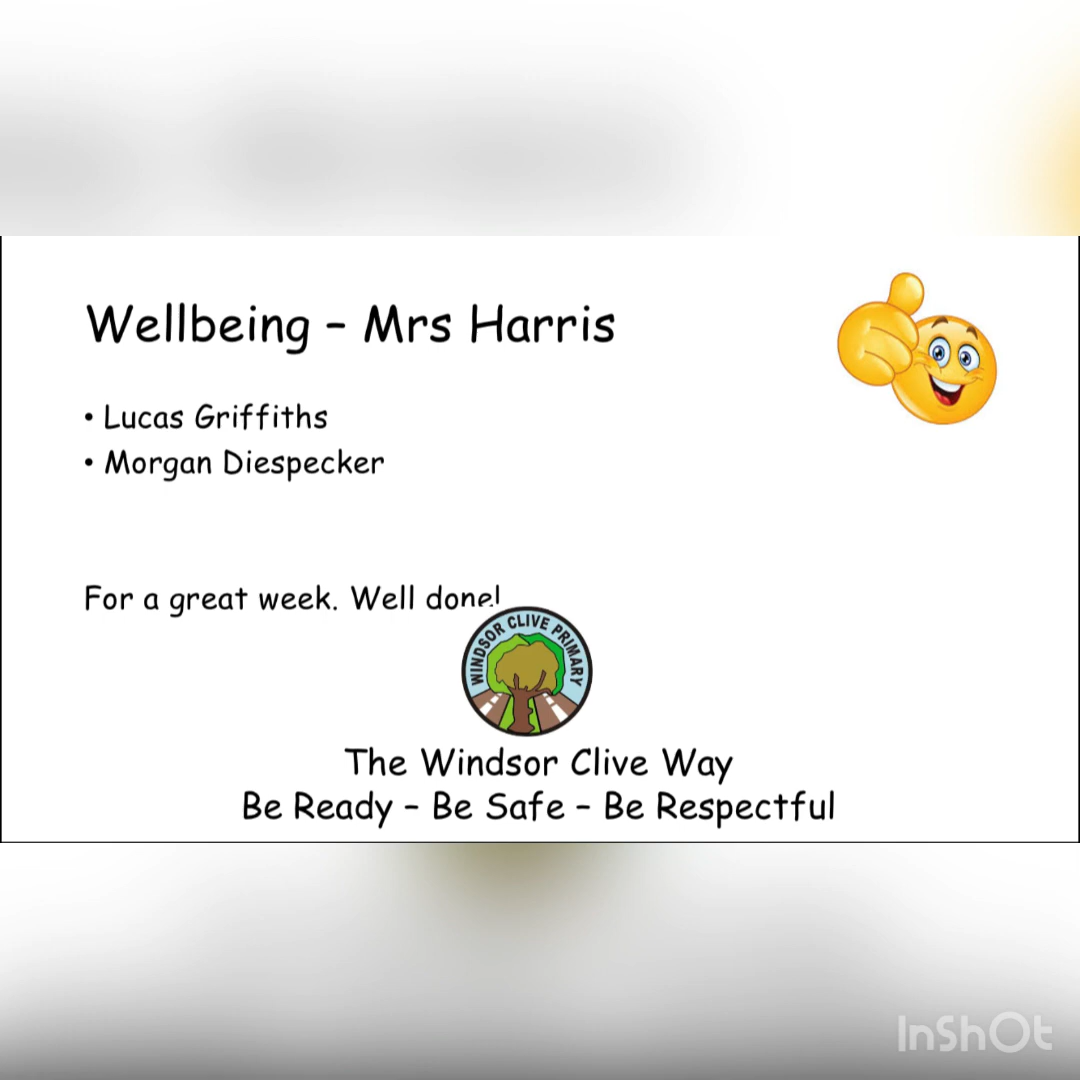 Wellbeing – Mrs Harris
• Lucas Griffiths
• Morgan Diespecker
For a great week. Well done!
WINDSOR CLIVE PRIMARY
The Windsor Clive Way
Be Ready – Be Safe – Be Respectful
InShOt